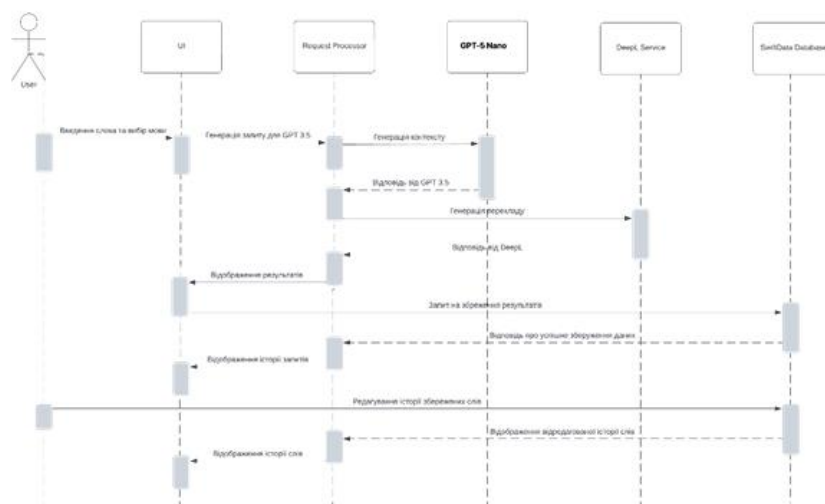 UI
Request Processor
GPT-5 Nano
DeepL Service
SwiftData Database
User
Введення слова та вибір мови
Генерація запиту для GPT 3.5
Генерація контексту
Відповідь від GPT 3.5
Генерація перекладу
Відповідь від DeepL
Відображення результатів
Запит на збереження результатів
Відповідь про успішне збереження даних
Відображення історії запитів
Редагування історії збережених слів
Відображення відредагованої історії слів
Відображення історії слів